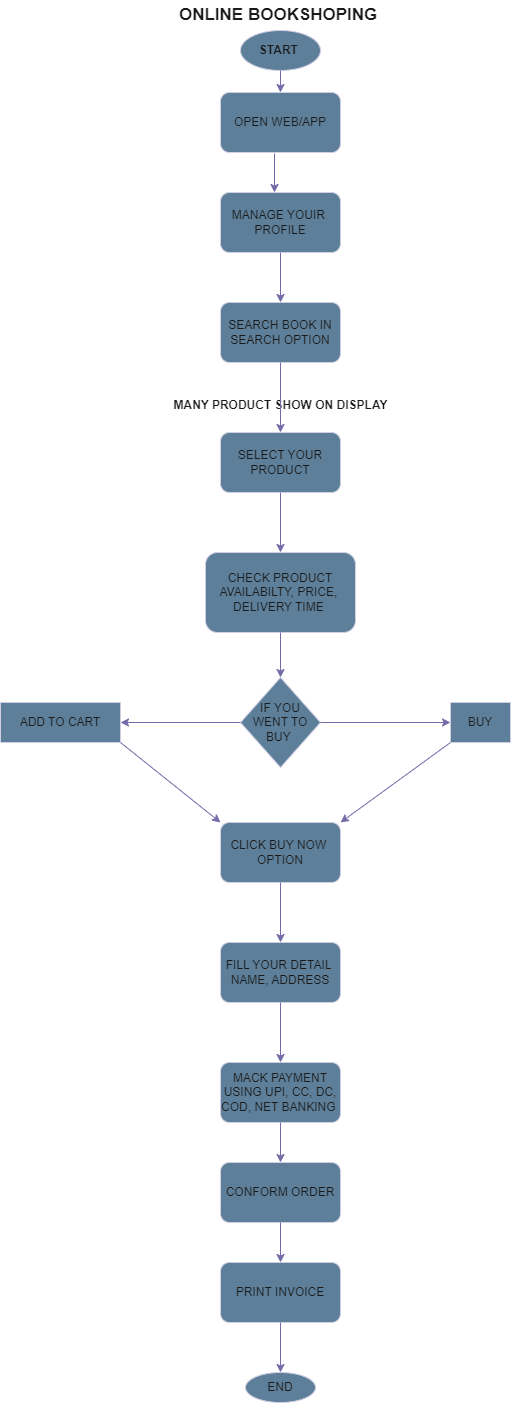 ONLINE BOOKSHOPING
START
OPEN WEB/APP
MANAGE YOUIR
PROFILE
SEARCH BOOK IN
SEARCH OPTION
MANY PRODUCT SHOW ON DISPLAY
SELECT YOUR
PRODUCT
CHECK PRODUCT
AVAILABILTY, PRICE,
DELIVERY TIME
IF YOU
WENT TO
BUY
ADD TO CART
BUY
CLICK BUY NOW
OPTION
FILL YOUR DETAIL
NAME, ADDRESS
MACK PAYMENT
USING UPI, CC, DC,
COD, NET BANKING
CONFORM ORDER
PRINT INVOICE
END